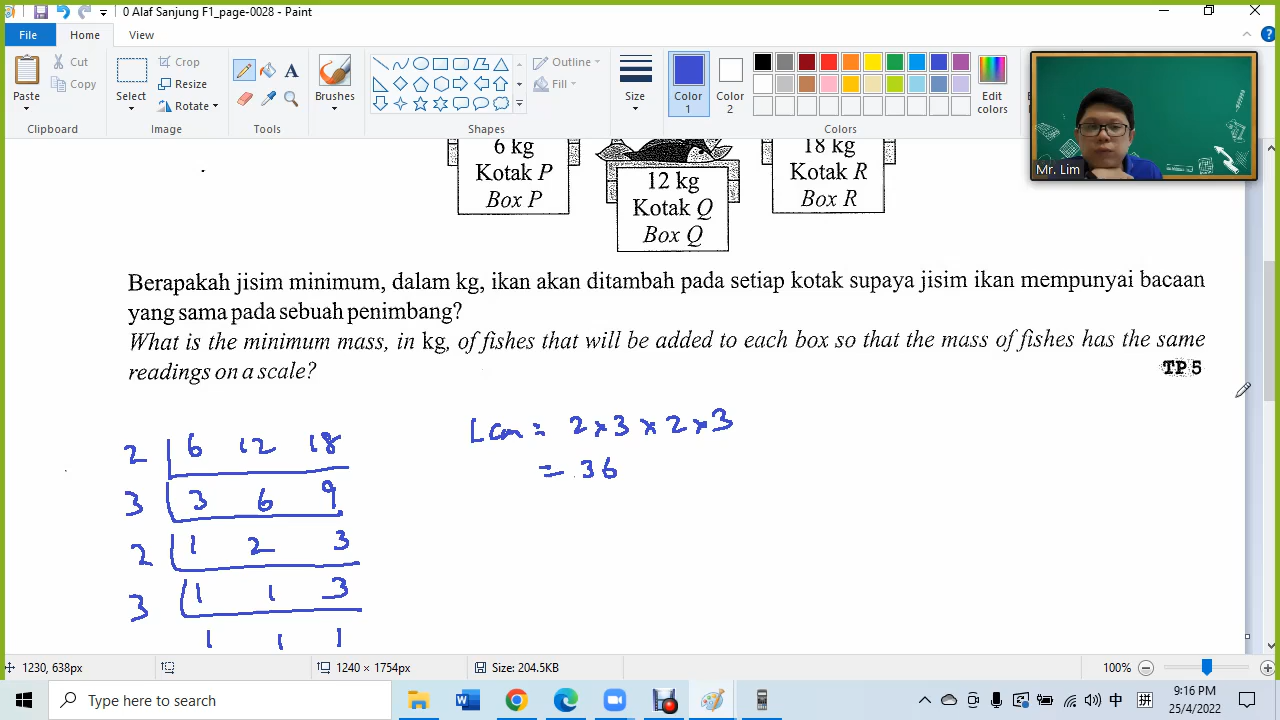 0 Alaf Sanjung F1_page-0028 - Paint
File Home View
Cut
Copy
Paste
Clipboard
Select
Crop
Resize
Rotate
Image
Tools
Brushes
Outline
Fill
Shapes
Size
Color 1
Color 2
Edit colors
Colors
Mr. Lim
6 kg
Kotak P
Box P
12 kg
Kotak Q
Box Q
18 kg
Kotak R
Box R
Berapakah jisim minimum, dalam kg, ikan akan ditambah pada setiap kotak supaya jisim ikan mempunyai bacaan
yang sama pada sebuah penimbang?
What is the minimum mass, in kg, of fishes that will be added to each box so that the mass of fishes has the same
readings on a scale?
TP 5
2 6 12 18
3 3 6 9
2 1 2 3
3 1 1 3
1 1 1
Lcm = 2 × 3 × 2 × 3
= 36
1230, 638px
1240 × 1754px
Size: 204.5KB
100%
Type here to search
中
拼
9:16 PM
25/4/2022